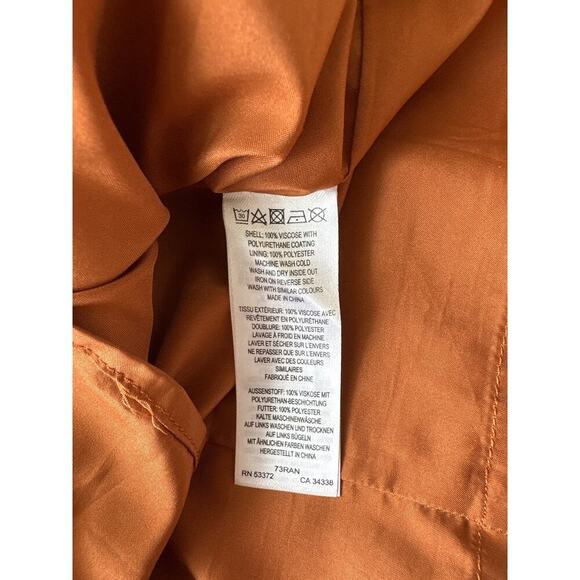 30
SHELL: 100% VISCOSE WITH
POLYURETHANE COATING
LINING: 100% POLYESTER
MACHINE WASH COLD
WASH AND DRY INSIDE OUT
IRON ON REVERSE SIDE
WASH WITH SIMILAR COLOURS
MADE IN CHINA
TISSU EXTÉRIEUR: 100% VISCOSE AVEC
REVÊTEMENT EN POLYURÉTHANE
DOUBLURE: 100% POLYESTER
LAVAGE À FROID EN MACHINE
LAVER ET SÉCHER SUR L'ENVERS
NE REPASSER QUE SUR L'ENVERS
LAVER AVEC DES COULEURS
SIMILAIRES
FABRIQUÉ EN CHINE
AUSSENSTOFF: 100% VISKOSE MIT
POLYURETHAN-BESCHICHTUNG
FUTTER: 100% POLYESTER
KALTE MASCHINENWÄSCHE
AUF LINKS WASCHEN UND TROCKNEN
AUF LINKS BÜGELN
MIT ÄHNLICHEN FARBEN WASCHEN
HERGESTELLT IN CHINA
73RAN
RN 53372 CA 34338